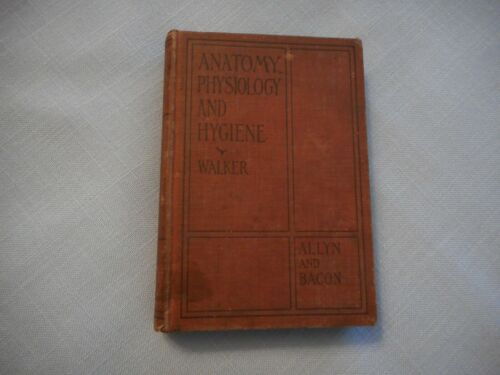 ANATOMY,
PHYSIOLOGY
AND
HYGIENE
WALKER
ALLYN
AND
BACON